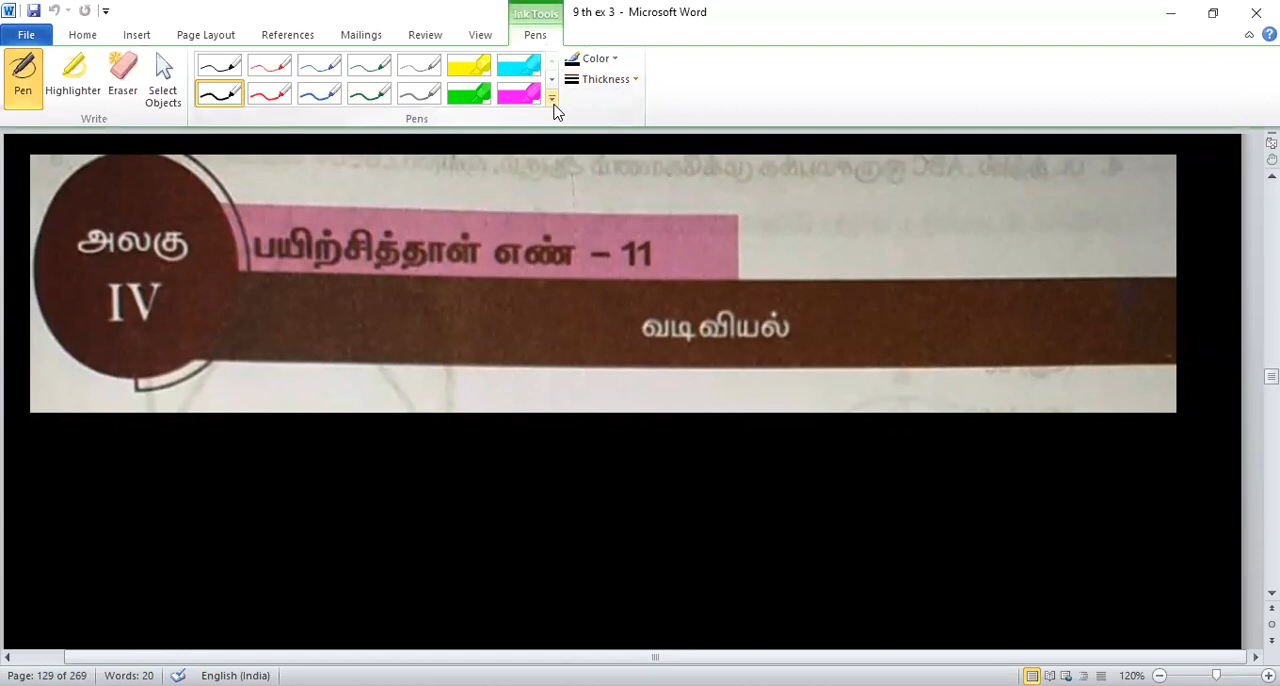 Ink Tools
9 th ex 3 - Microsoft Word
File Home Insert Page Layout References Mailings Review View Pens
Pen Highlighter Eraser Select Objects
Color
Thickness
Write Pens
அலகு
IV
பயிற்சித்தாள் எண் – 11
வடிவியல்
Page: 129 of 269 Words: 20 English (India) 120%